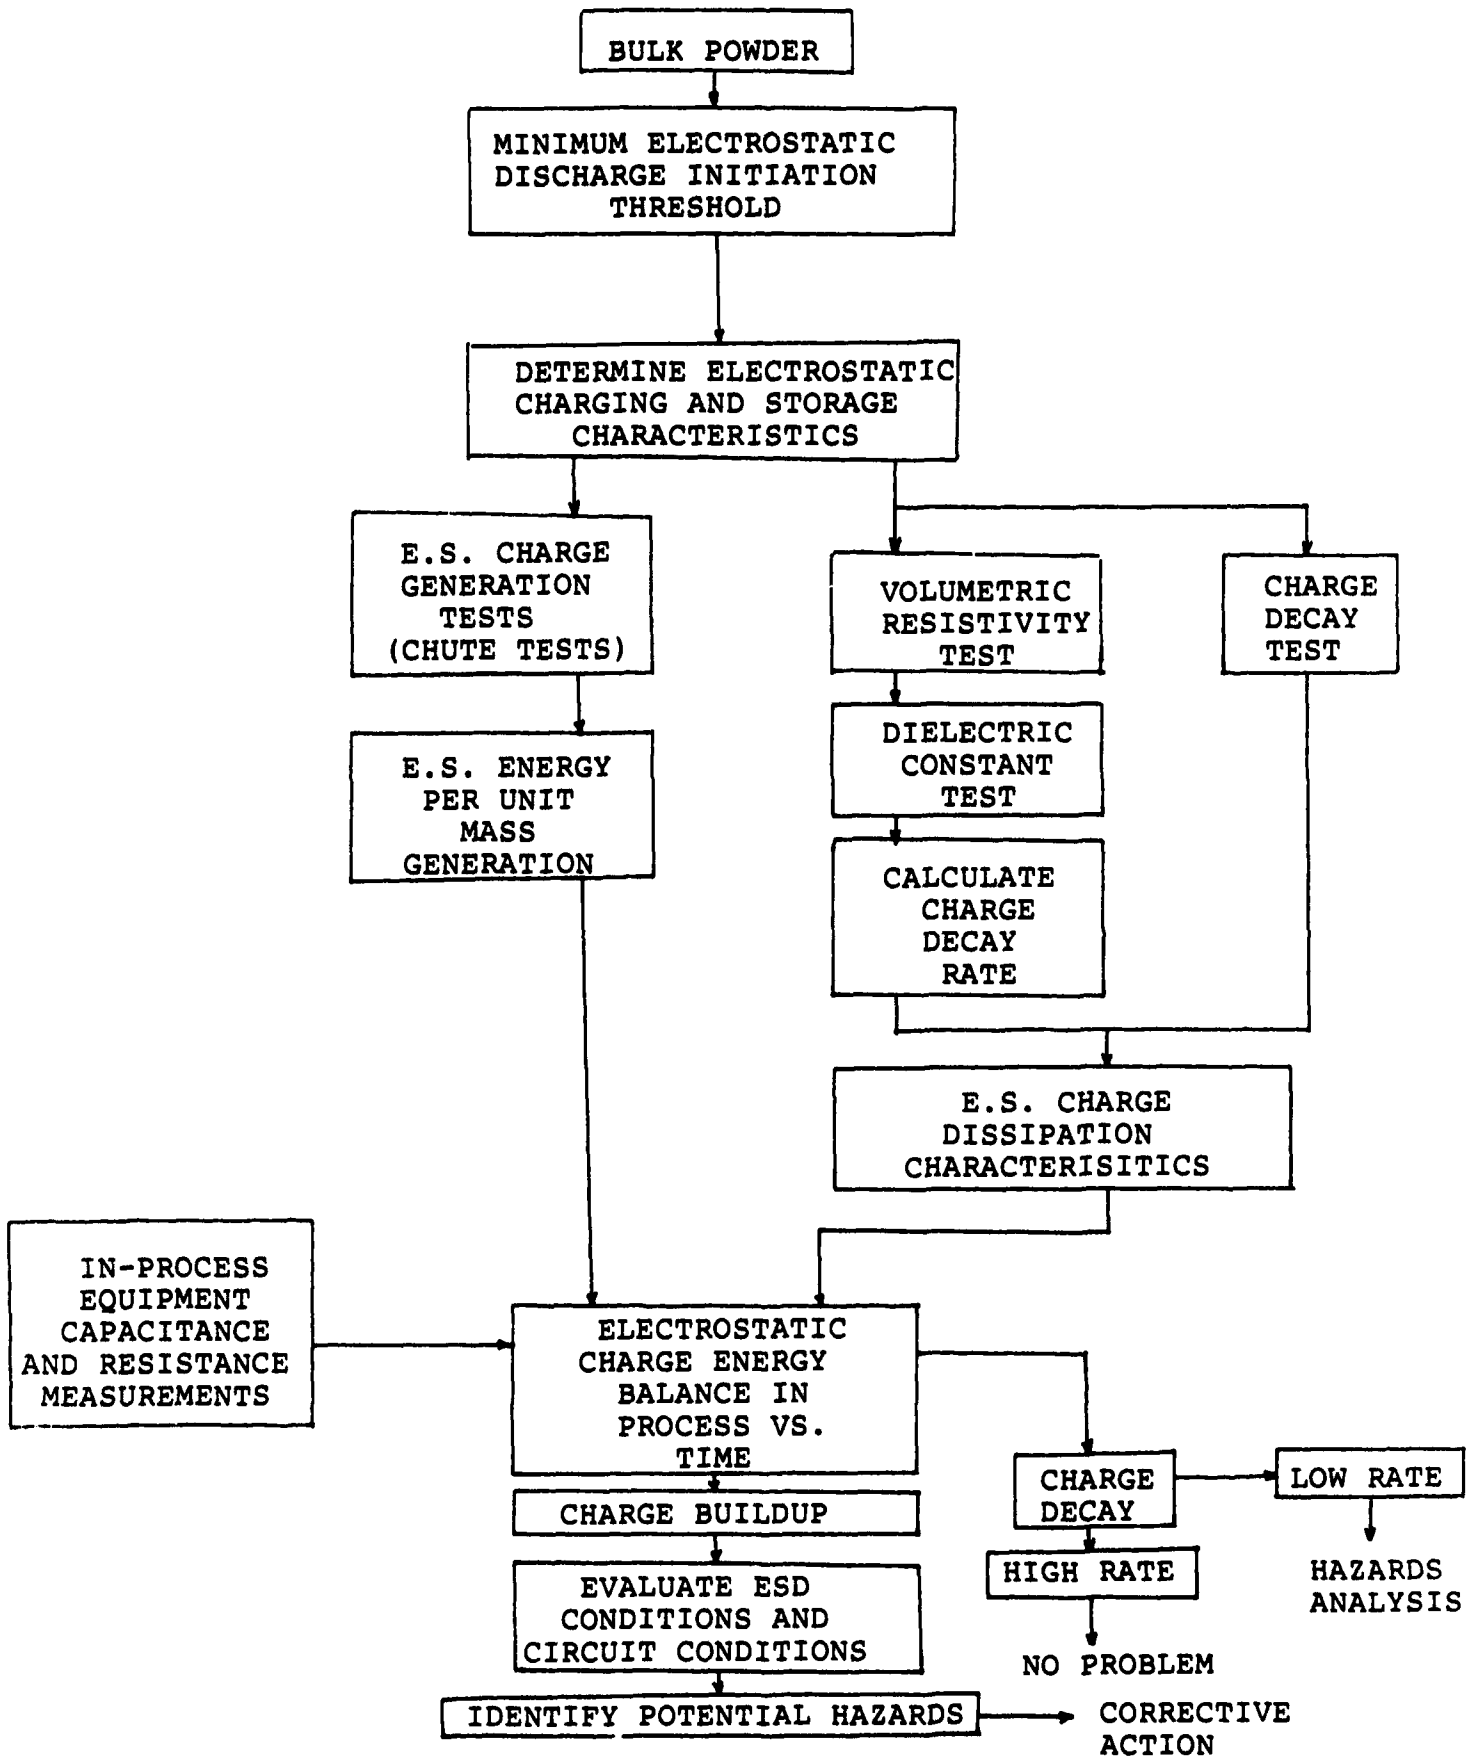 BULK POWDER
MINIMUM ELECTROSTATIC
DISCHARGE INITIATION
THRESHOLD
DETERMINE ELECTROSTATIC
CHARGING AND STORAGE
CHARACTERISTICS
E.S. CHARGE
GENERATION
TESTS
(CHUTE TESTS)
VOLUMETRIC
RESISTIVITY
TEST
CHARGE
DECAY
TEST
E.S. ENERGY
PER UNIT
MASS
GENERATION
DIELECTRIC
CONSTANT
TEST
CALCULATE
CHARGE
DECAY
RATE
E.S. CHARGE
DISSIPATION
CHARACTERISITICS
IN-PROCESS
EQUIPMENT
CAPACITANCE
AND RESISTANCE
MEASUREMENTS
ELECTROSTATIC
CHARGE ENERGY
BALANCE IN
PROCESS VS.
TIME
CHARGE
DECAY
LOW RATE
CHARGE BUILDUP
HIGH RATE
HAZARDS
ANALYSIS
EVALUATE ESD
CONDITIONS AND
CIRCUIT CONDITIONS
NO PROBLEM
IDENTIFY POTENTIAL HAZARDS
CORRECTIVE
ACTION